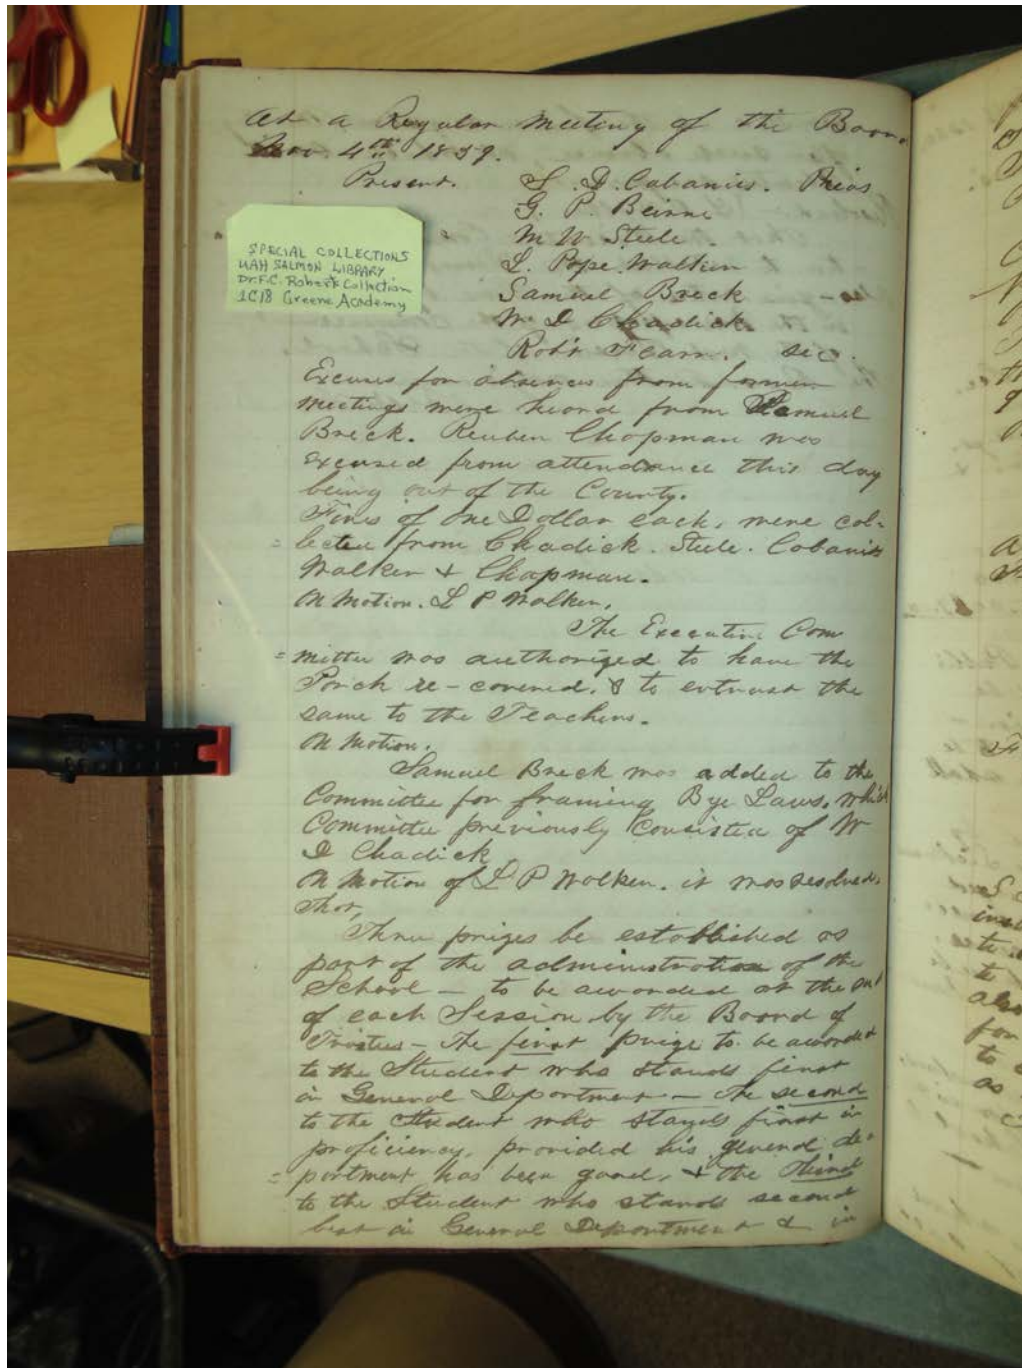 At a Regular meeting of the Board
Nov. 4th 1859.
Present. S. D. Cabaniss. Presd
G. P. Beirne
M W Steele.
L. Pope Walker
Samuel Breck
W. D Chadick
Robt Fearn. sec.
SPECIAL COLLECTIONS
UAH SALMON LIBRARY
Dr. F.C. Roberts Collection
1C18 Greene Academy
Excuses for absences from former
meetings were heard from Samuel
Breck. Reuben Chapman was
excused from attendance this day
being out of the County.
Fines of One Dollar each, were col-
=lected from Chadick. Steele. Cabaniss
Walker & Chapman.
On motion. L P Walker,
The Executive Com
=mittee was authorized to have the
Porch re-covered, & to entrust the
same to the Teachers.
On motion.
Samuel Breck was added to the
Committee for framing Bye Laws, which
Committee previously consisted of W
D Chadick
On motion of L P Walker. it was resolved,
That,
Three prizes be established as
part of the administration of the
School — to be awarded at the end
of each Session by the Board of
Trustees — The first prize to be awarded
to the Student who stands first
in General Deportment — the second
to the Student who stands first in
proficiency, provided his general de-
=portment has been good, & the third
to the Student who stands second
best in General Deportment & in